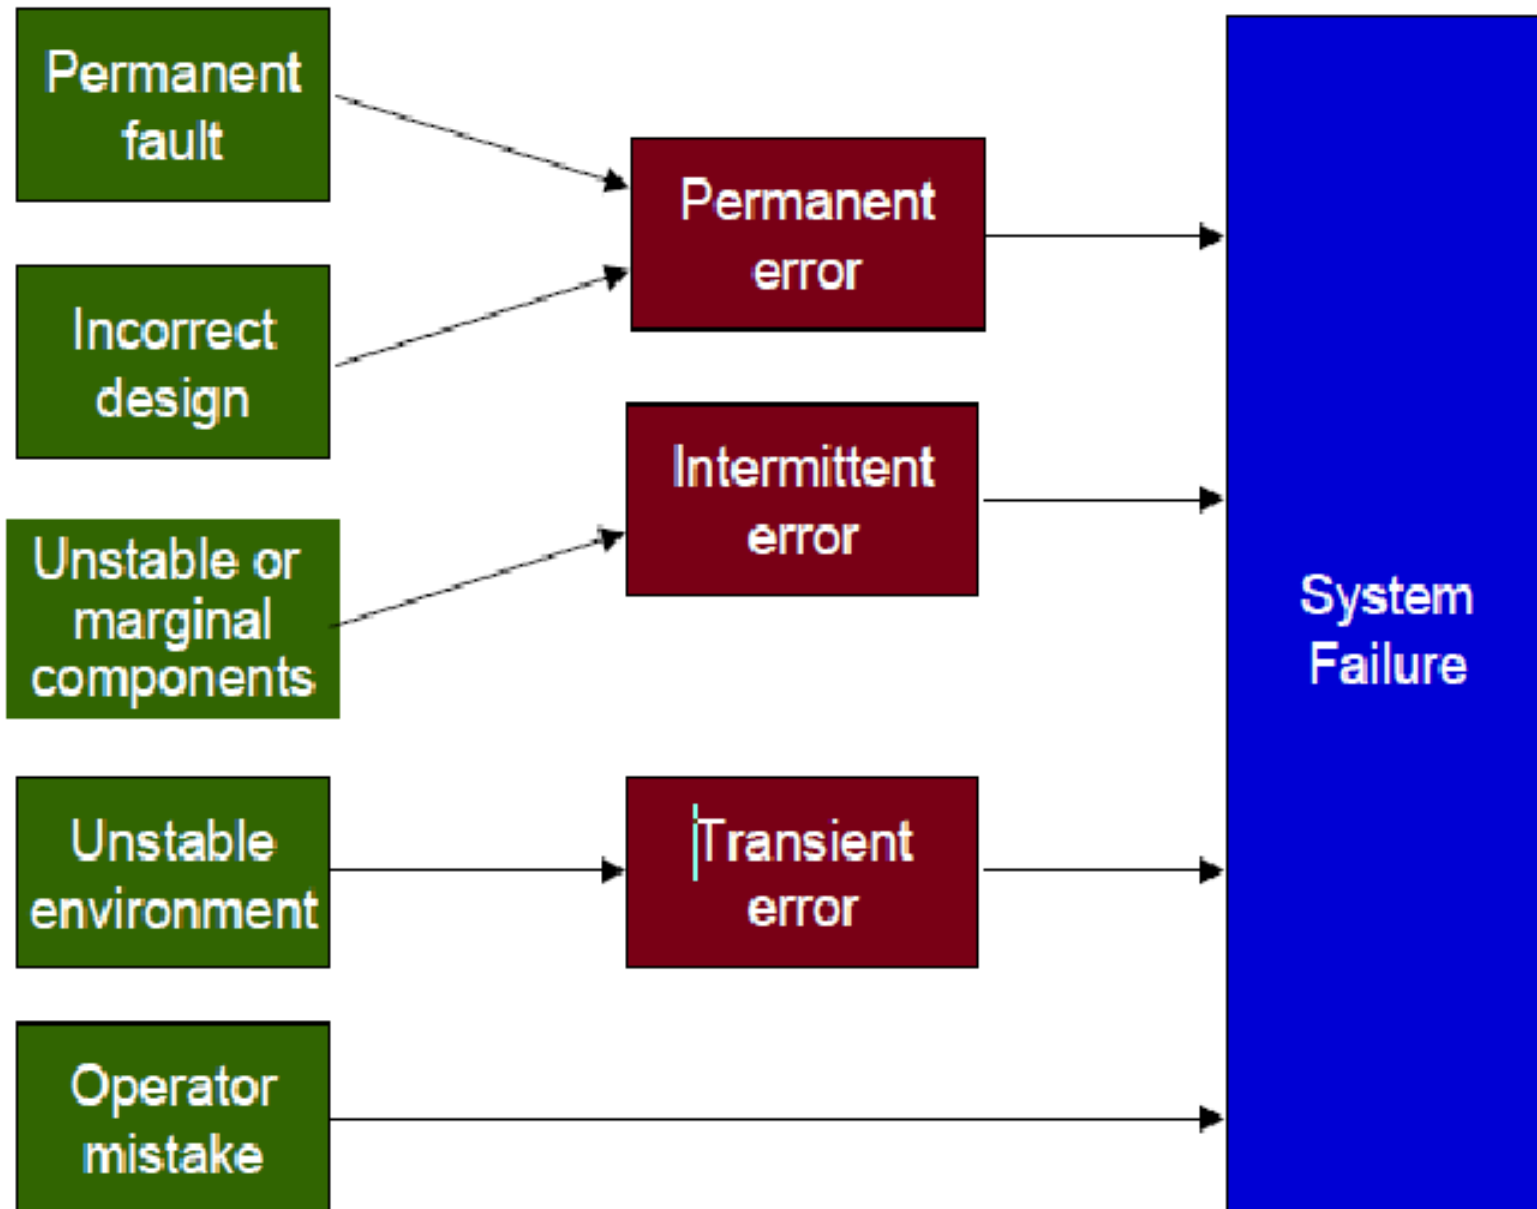 Permanent
fault
Incorrect
design
Unstable or
marginal
components
Unstable
environment
Operator
mistake
Permanent
error
Intermittent
error
Transient
error
System
Failure